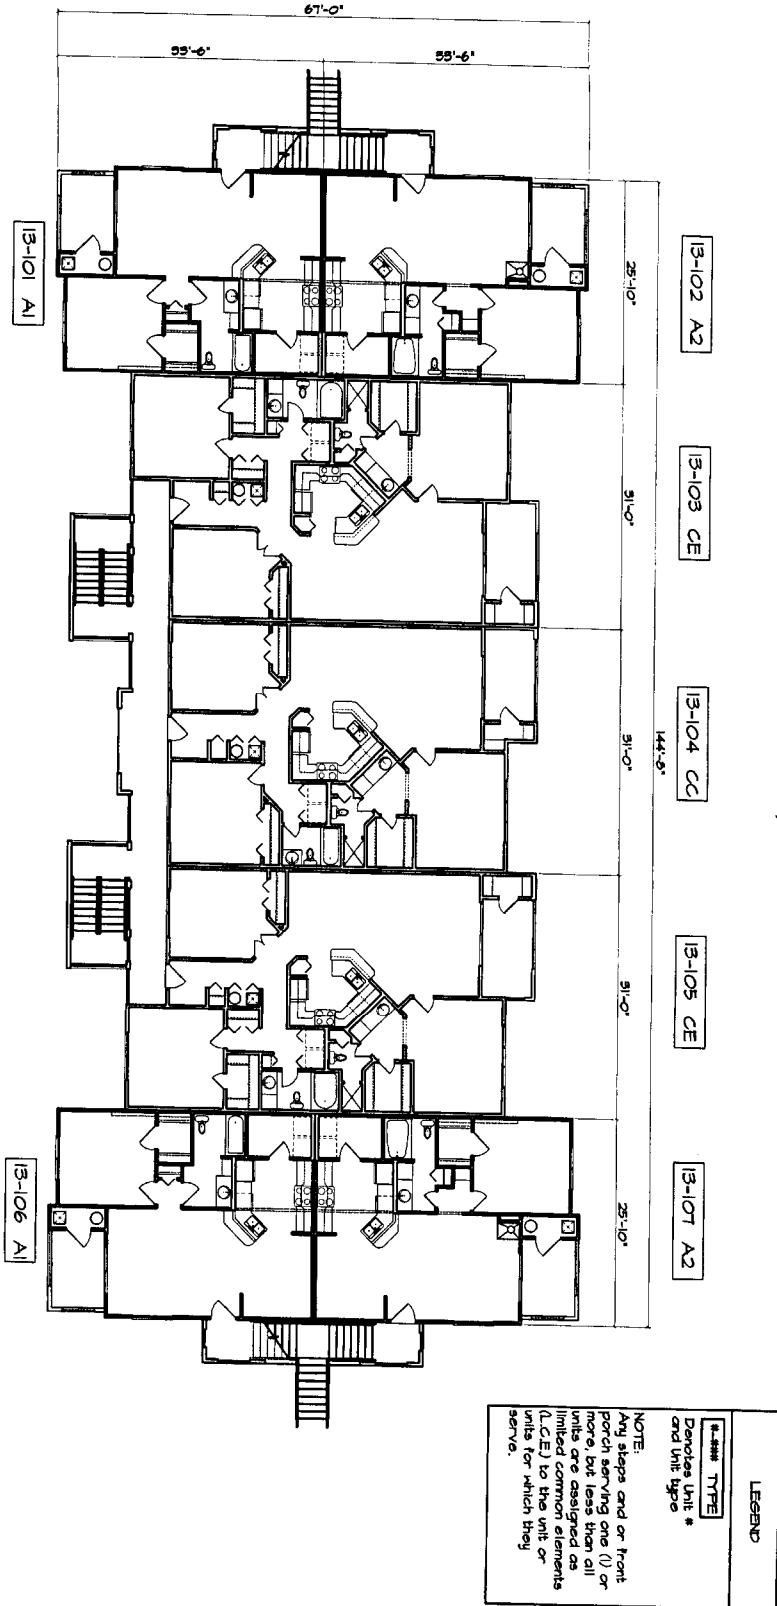 67'-0"
33'-6"
33'-6"
13-101 A1
13-102 A2
25'-10"
13-103 CE
31'-0"
144'-8"
13-104 CC
31'-0"
13-105 CE
31'-0"
13-106 A1
13-107 A2
25'-10"
LEGEND
#-### TYPE
Denotes Unit #
and Unit type
NOTE:
Any steps and or front
porch serving one (1) or
more, but less than all
units are assigned as
limited common elements
(L.C.E.) to the unit or
units for which they
serve.